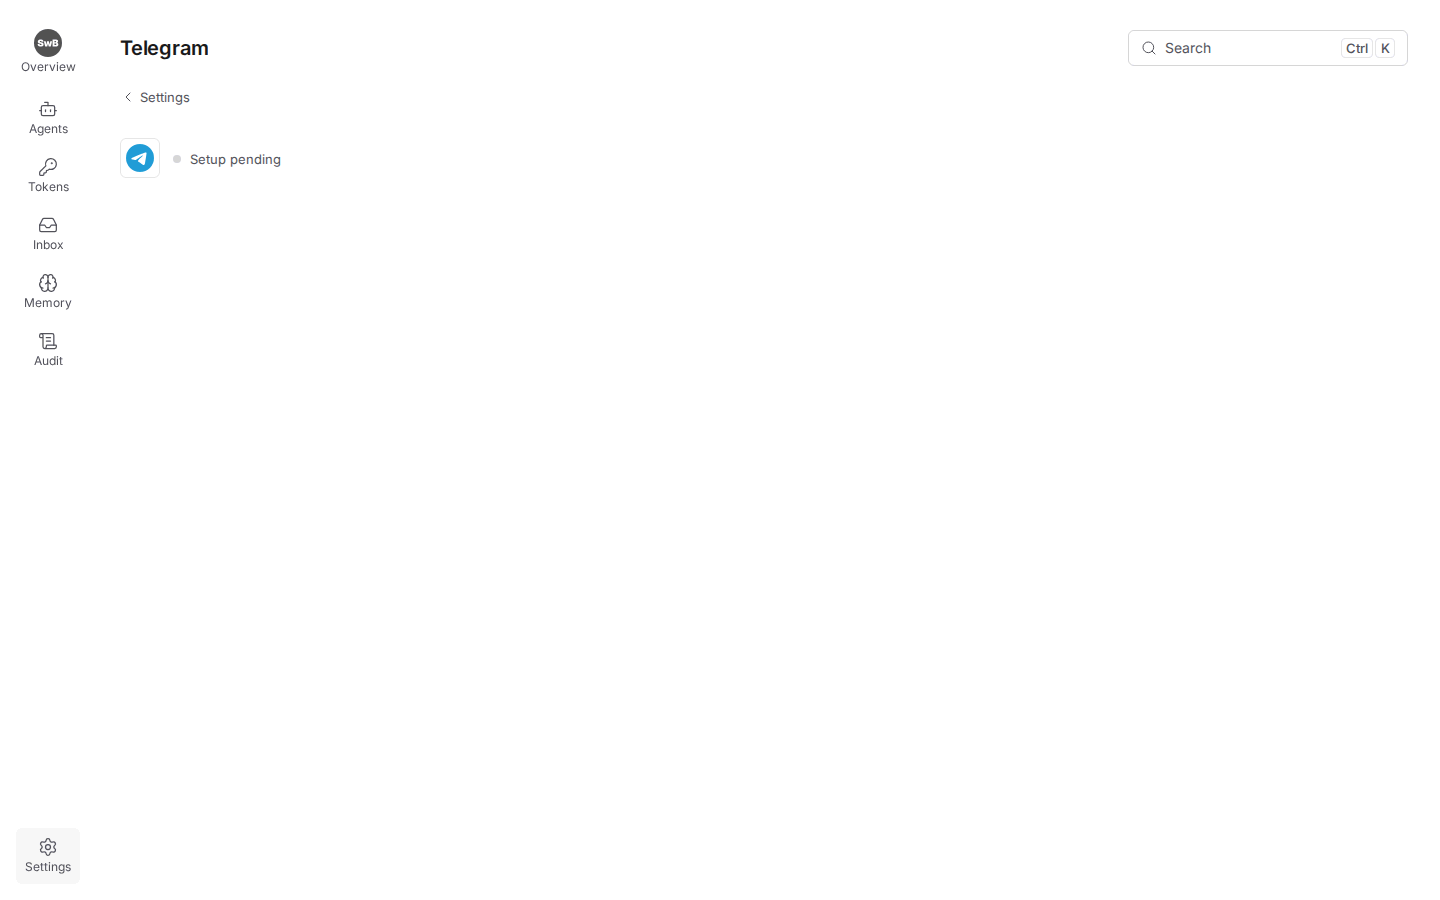 SwB
Overview
Agents
Tokens
Inbox
Memory
Audit
Settings
Telegram
Search
Ctrl K
Settings
Setup pending